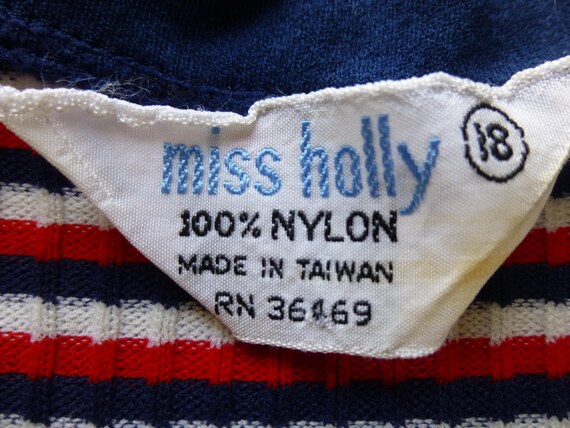 miss holly 18
100% NYLON
MADE IN TAIWAN
RN 36469